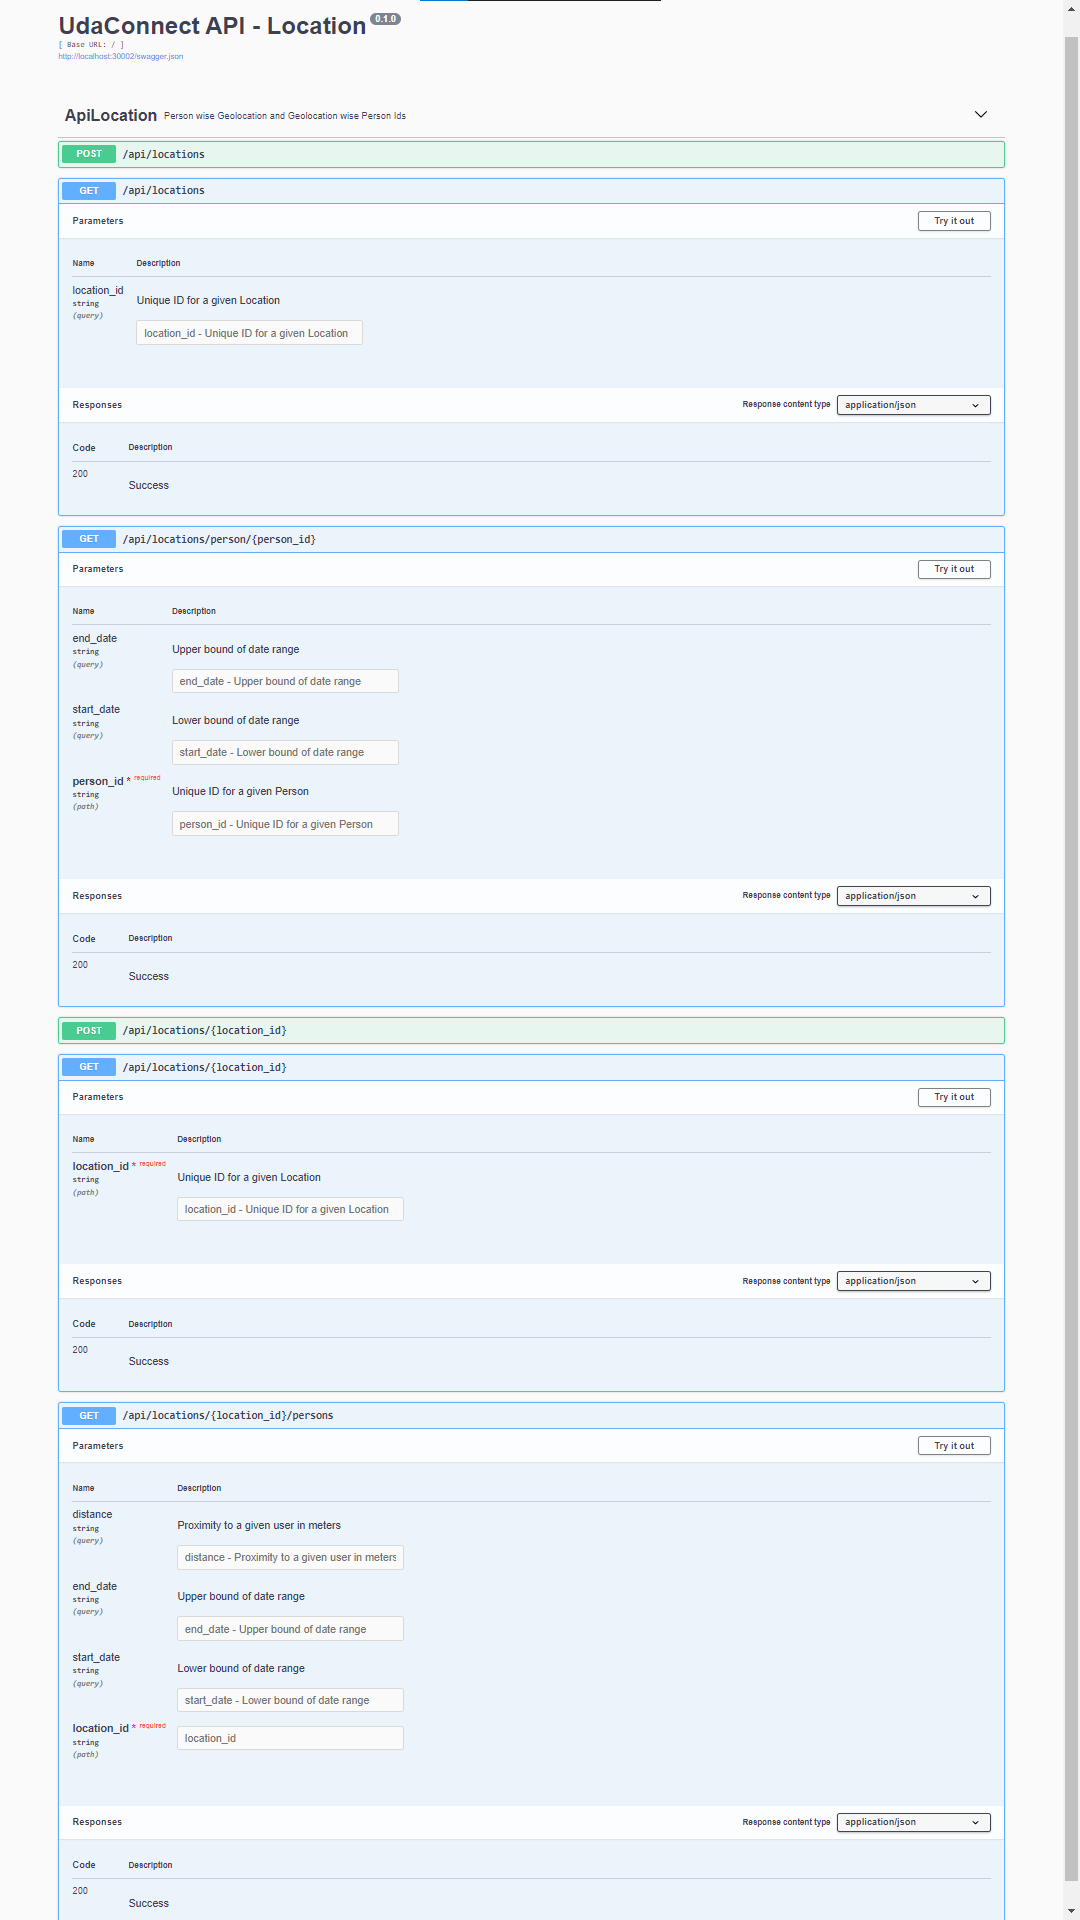 UdaConnect API - Location 0.1.0
[ Base URL: / ]
http://localhost:30002/swagger.json
ApiLocation Person wise Geolocation and Geolocation wise Person Ids
POST /api/locations
GET /api/locations
Parameters Try it out
Name Description
location_id
string
(query)
Unique ID for a given Location
location_id - Unique ID for a given Location
Responses Response content type application/json
Code Description
200
Success
GET /api/locations/person/{person_id}
Parameters Try it out
Name Description
end_date
string
(query)
Upper bound of date range
end_date - Upper bound of date range
start_date
string
(query)
Lower bound of date range
start_date - Lower bound of date range
person_id * required
string
(path)
Unique ID for a given Person
person_id - Unique ID for a given Person
Responses Response content type application/json
Code Description
200
Success
POST /api/locations/{location_id}
GET /api/locations/{location_id}
Parameters Try it out
Name Description
location_id * required
string
(path)
Unique ID for a given Location
location_id - Unique ID for a given Location
Responses Response content type application/json
Code Description
200
Success
GET /api/locations/{location_id}/persons
Parameters Try it out
Name Description
distance
string
(query)
Proximity to a given user in meters
distance - Proximity to a given user in meters
end_date
string
(query)
Upper bound of date range
end_date - Upper bound of date range
start_date
string
(query)
Lower bound of date range
start_date - Lower bound of date range
location_id * required
string
(path)
location_id
Responses Response content type application/json
Code Description
200
Success